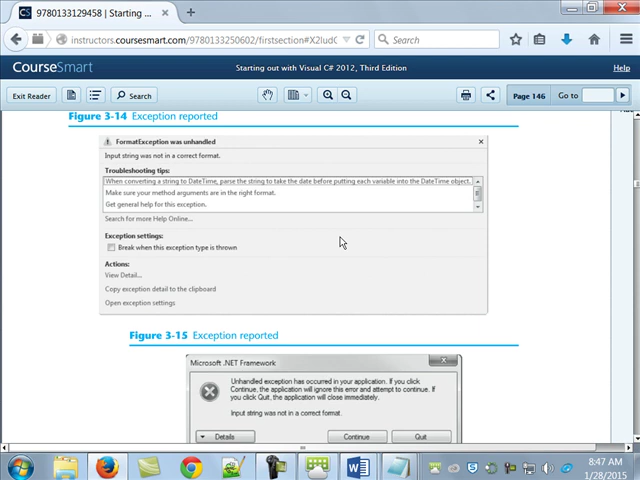 9780133129458 | Starting ...
instructors.coursesmart.com/9780133250602/firstsection#X2ludC
Search
CourseSmart
Starting out with Visual C# 2012, Third Edition
Help
Exit Reader
Search
Page 146
Go to
Figure 3-14 Exception reported
FormatException was unhandled
Input string was not in a correct format.
Troubleshooting tips:
When converting a string to DateTime, parse the string to take the date before putting each variable into the DateTime object.
Make sure your method arguments are in the right format.
Get general help for this exception.
Search for more Help Online...
Exception settings:
Break when this exception type is thrown
Actions:
View Detail...
Copy exception detail to the clipboard
Open exception settings
Figure 3-15 Exception reported
Microsoft .NET Framework
Unhandled exception has occurred in your application. If you click
Continue, the application will ignore this error and attempt to continue. If
you click Quit, the application will close immediately.
Input string was not in a correct format.
Details
Continue
Quit
8:47 AM
1/28/2015